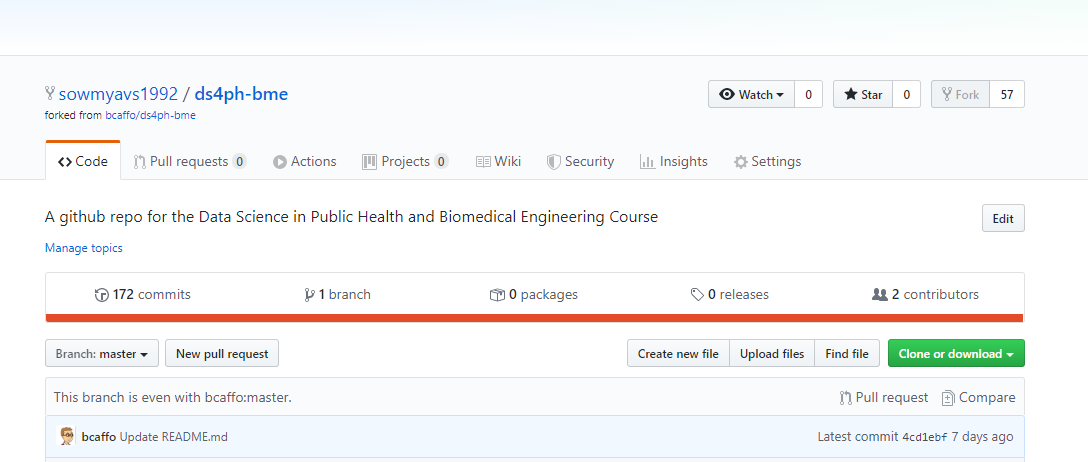 sowmyavs1992 / ds4ph-bme
Watch 0
Star 0
Fork 57
forked from bcaffo/ds4ph-bme
Code
Pull requests 0
Actions
Projects 0
Wiki
Security
Insights
Settings
A github repo for the Data Science in Public Health and Biomedical Engineering Course
Edit
Manage topics
172 commits
1 branch
0 packages
0 releases
2 contributors
Branch: master
New pull request
Create new file
Upload files
Find file
Clone or download
This branch is even with bcaffo:master.
Pull request
Compare
bcaffo Update README.md
Latest commit 4cd1ebf 7 days ago